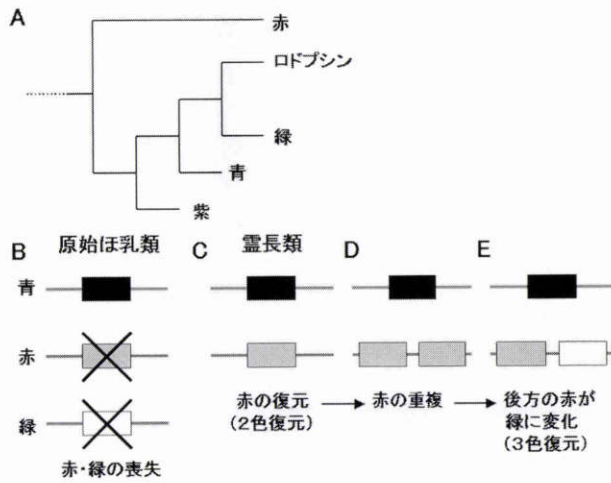 A
赤
ロドプシン
緑
青
紫
B 原始ほ乳類 C 霊長類 D E
青
赤
緑
赤・緑の喪失
赤の復元
(2色復元)
赤の重複
後方の赤が
緑に変化
(3色復元)